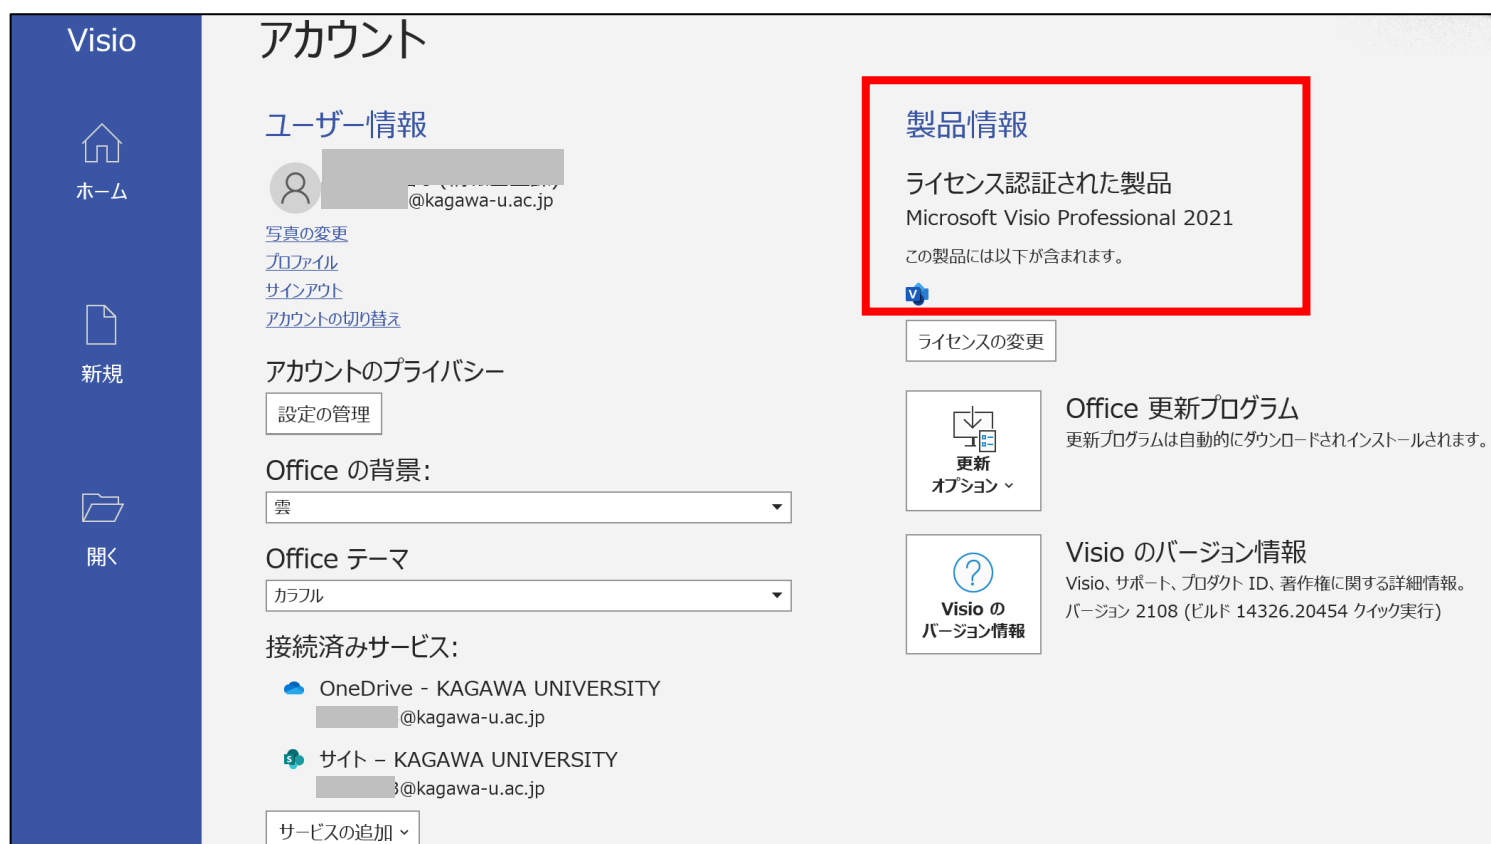 Visio
ホーム
新規
開く
アカウント
ユーザー情報
@kagawa-u.ac.jp
写真の変更
プロファイル
サインアウト
アカウントの切り替え
アカウントのプライバシー
設定の管理
Office の背景:
雲
Office テーマ
カラフル
接続済みサービス:
OneDrive - KAGAWA UNIVERSITY
@kagawa-u.ac.jp
サイト – KAGAWA UNIVERSITY
@kagawa-u.ac.jp
サービスの追加
製品情報
ライセンス認証された製品
Microsoft Visio Professional 2021
この製品には以下が含まれます。
ライセンスの変更
更新
オプション
Office 更新プログラム
更新プログラムは自動的にダウンロードされインストールされます。
Visio の
バージョン情報
Visio のバージョン情報
Visio、サポート、プロダクト ID、著作権に関する詳細情報。
バージョン 2108 (ビルド 14326.20454 クイック実行)